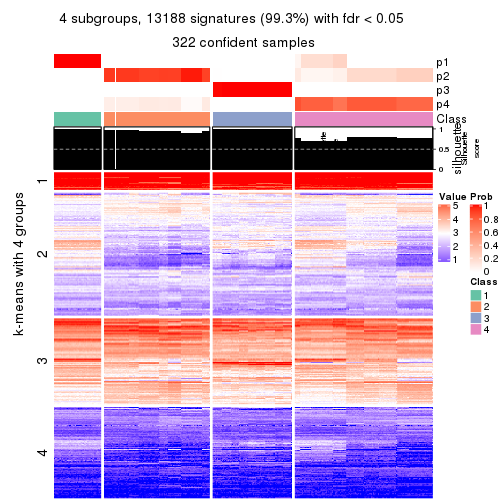 4 subgroups, 13188 signatures (99.3%) with fdr < 0.05
322 confident samples
p1
p2
p3
p4
Class
1
0.5
0
silhouette
Silhouette
score
k-means with 4 groups
1
2
3
4
Value
5
4
3
2
1
Prob
1
0.8
0.6
0.4
0.2
0
Class
1
2
3
4